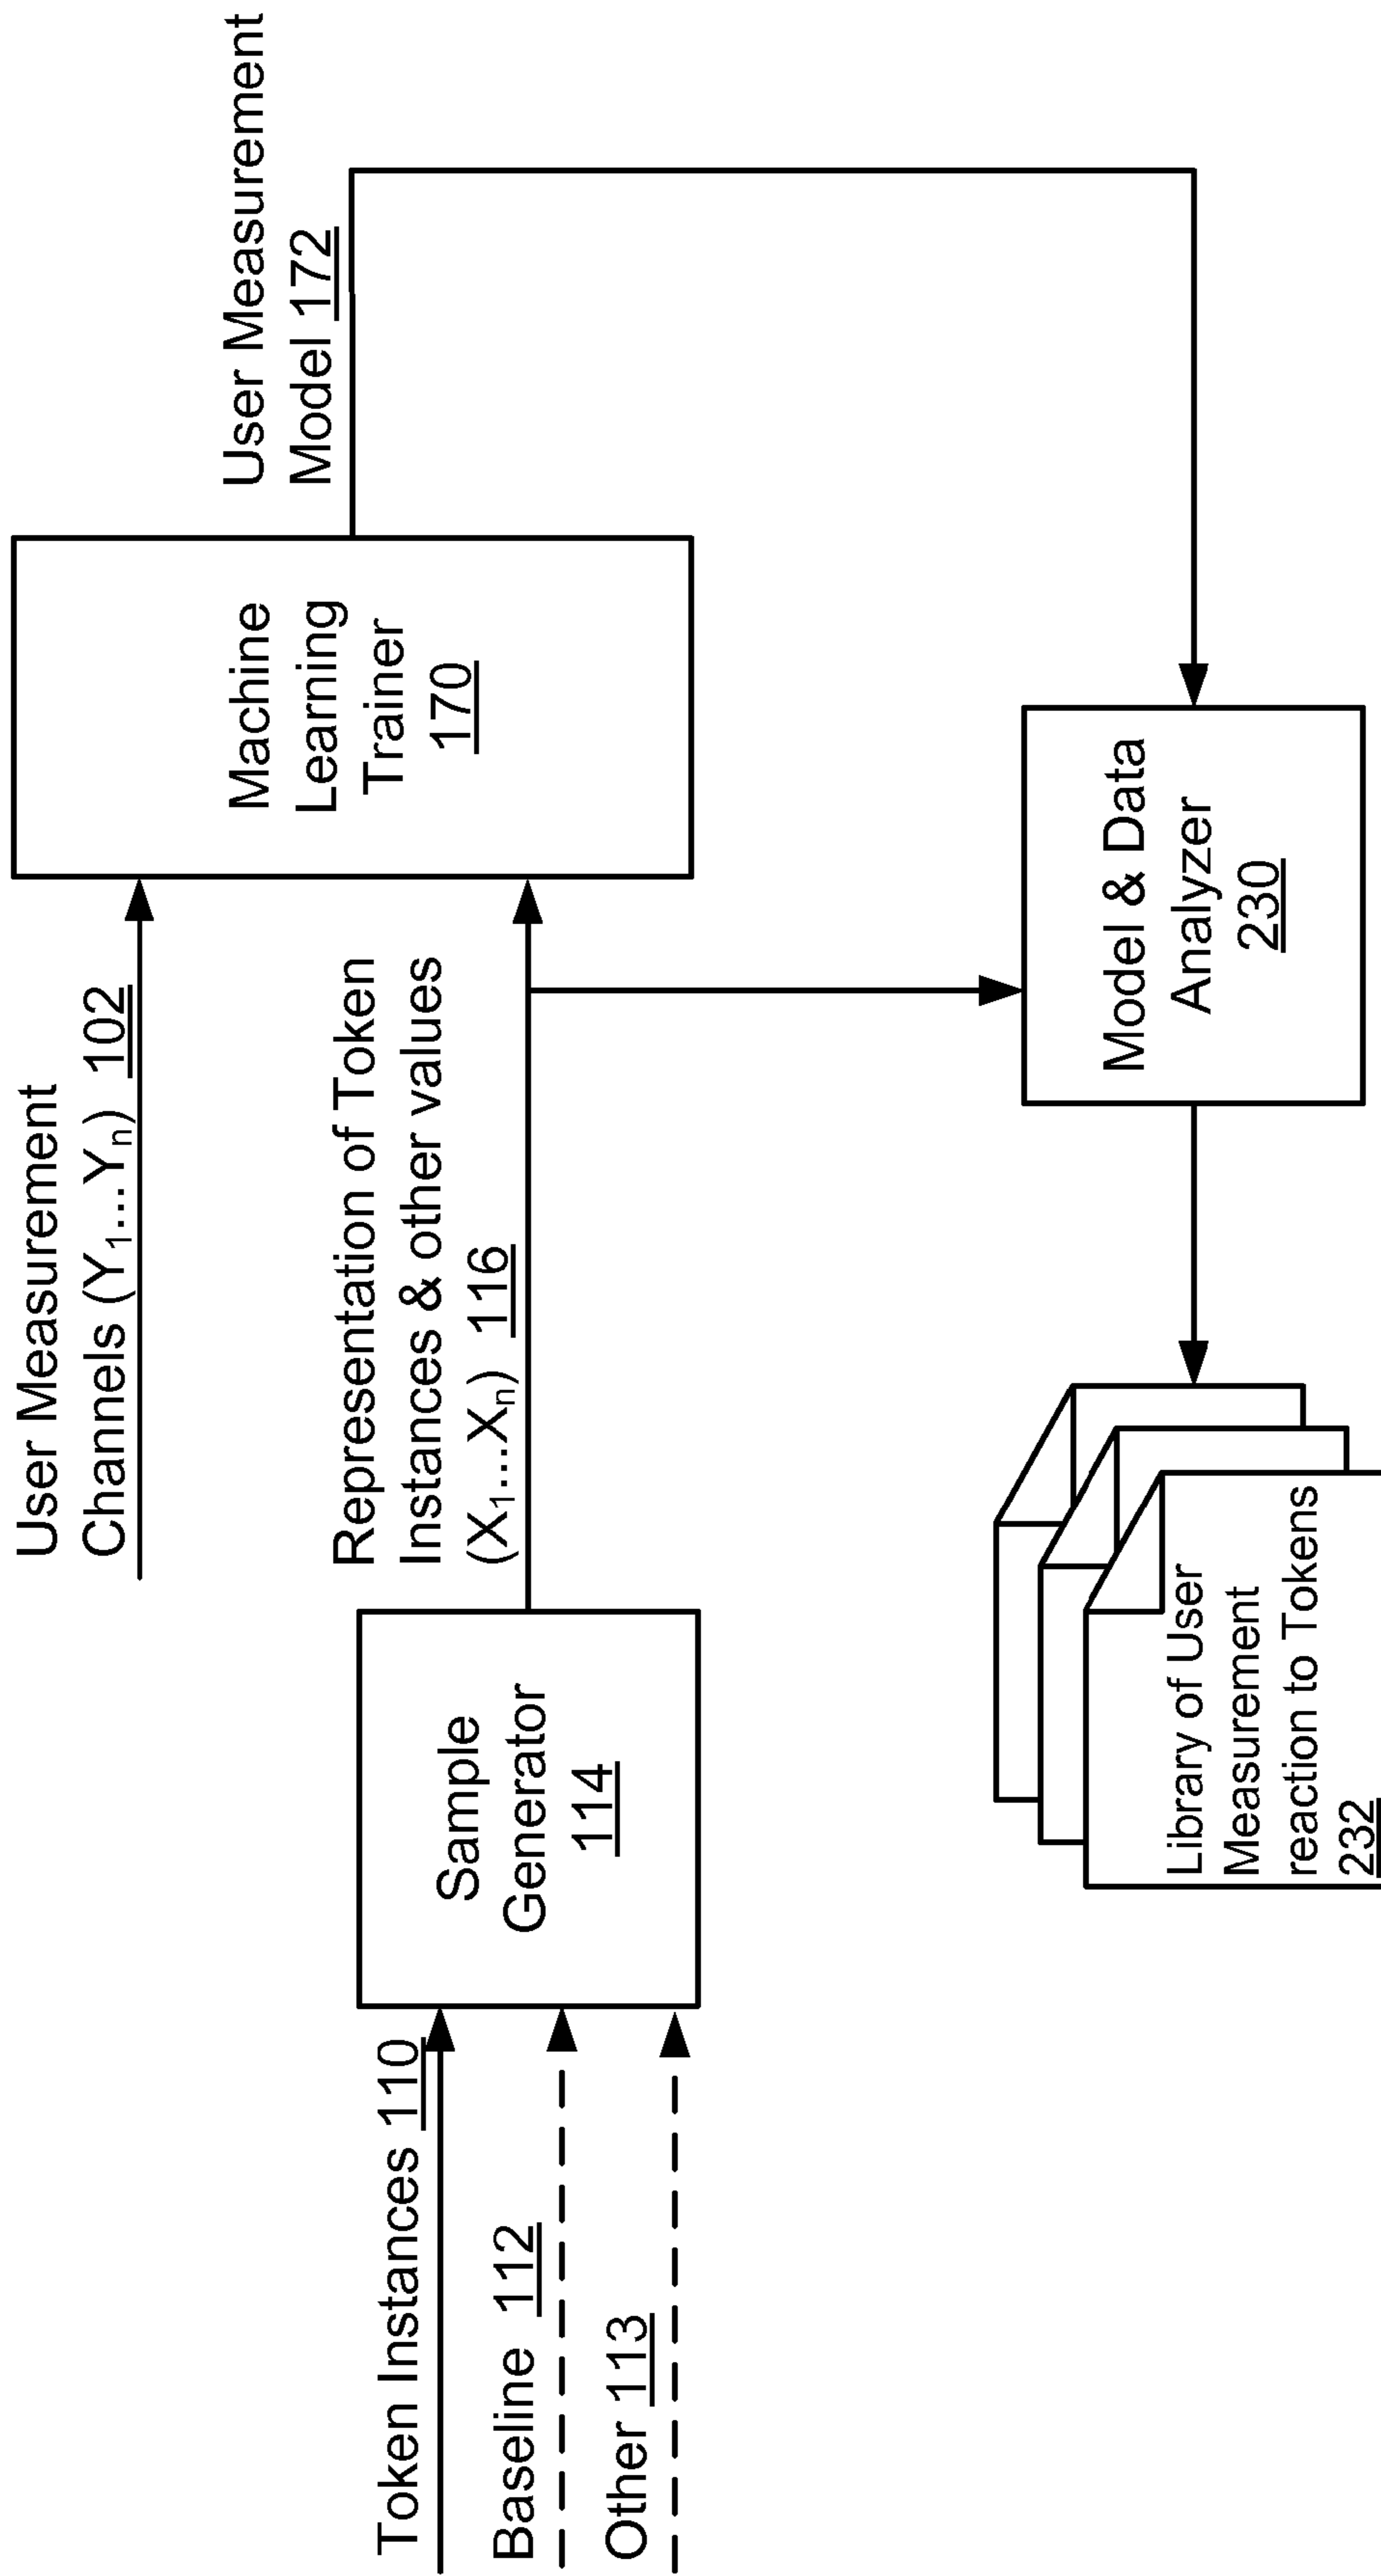 User Measurement
Channels (Y1...Yn) 102
User Measurement
Model 172
Machine
Learning
Trainer
170
Representation of Token
Instances & other values
(X1....Xn) 116
Token Instances 110
Baseline 112
Other 113
Sample
Generator
114
Model & Data
Analyzer
230
Library of User
Measurement
reaction to Tokens
232